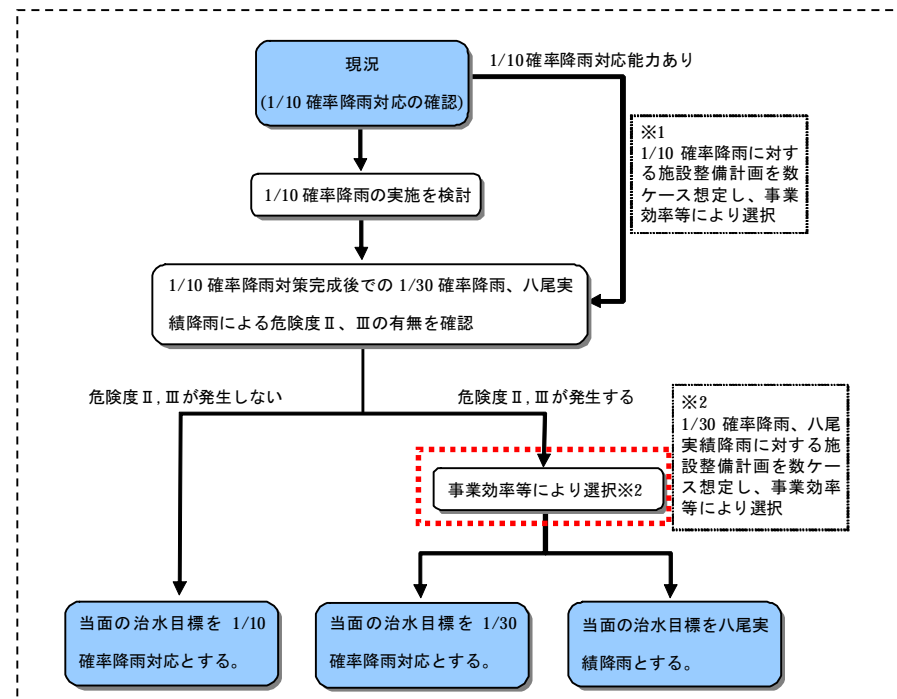 現況
(1/10 確率降雨対応の確認)
1/10確率降雨対応能力あり
※1
1/10 確率降雨に対す
る施設整備計画を数
ケース想定し、事業
効率等により選択
1/10 確率降雨の実施を検討
1/10 確率降雨対策完成後での 1/30 確率降雨、八尾実
績降雨による危険度Ⅱ、Ⅲの有無を確認
危険度Ⅱ,Ⅲが発生しない
危険度Ⅱ,Ⅲが発生する
※2
1/30 確率降雨、八尾
実績降雨に対する施
設整備計画を数ケー
ス想定し、事業効率
等により選択
事業効率等により選択※2
当面の治水目標を 1/10
確率降雨対応とする。
当面の治水目標を 1/30
確率降雨対応とする。
当面の治水目標を八尾実
績降雨とする。